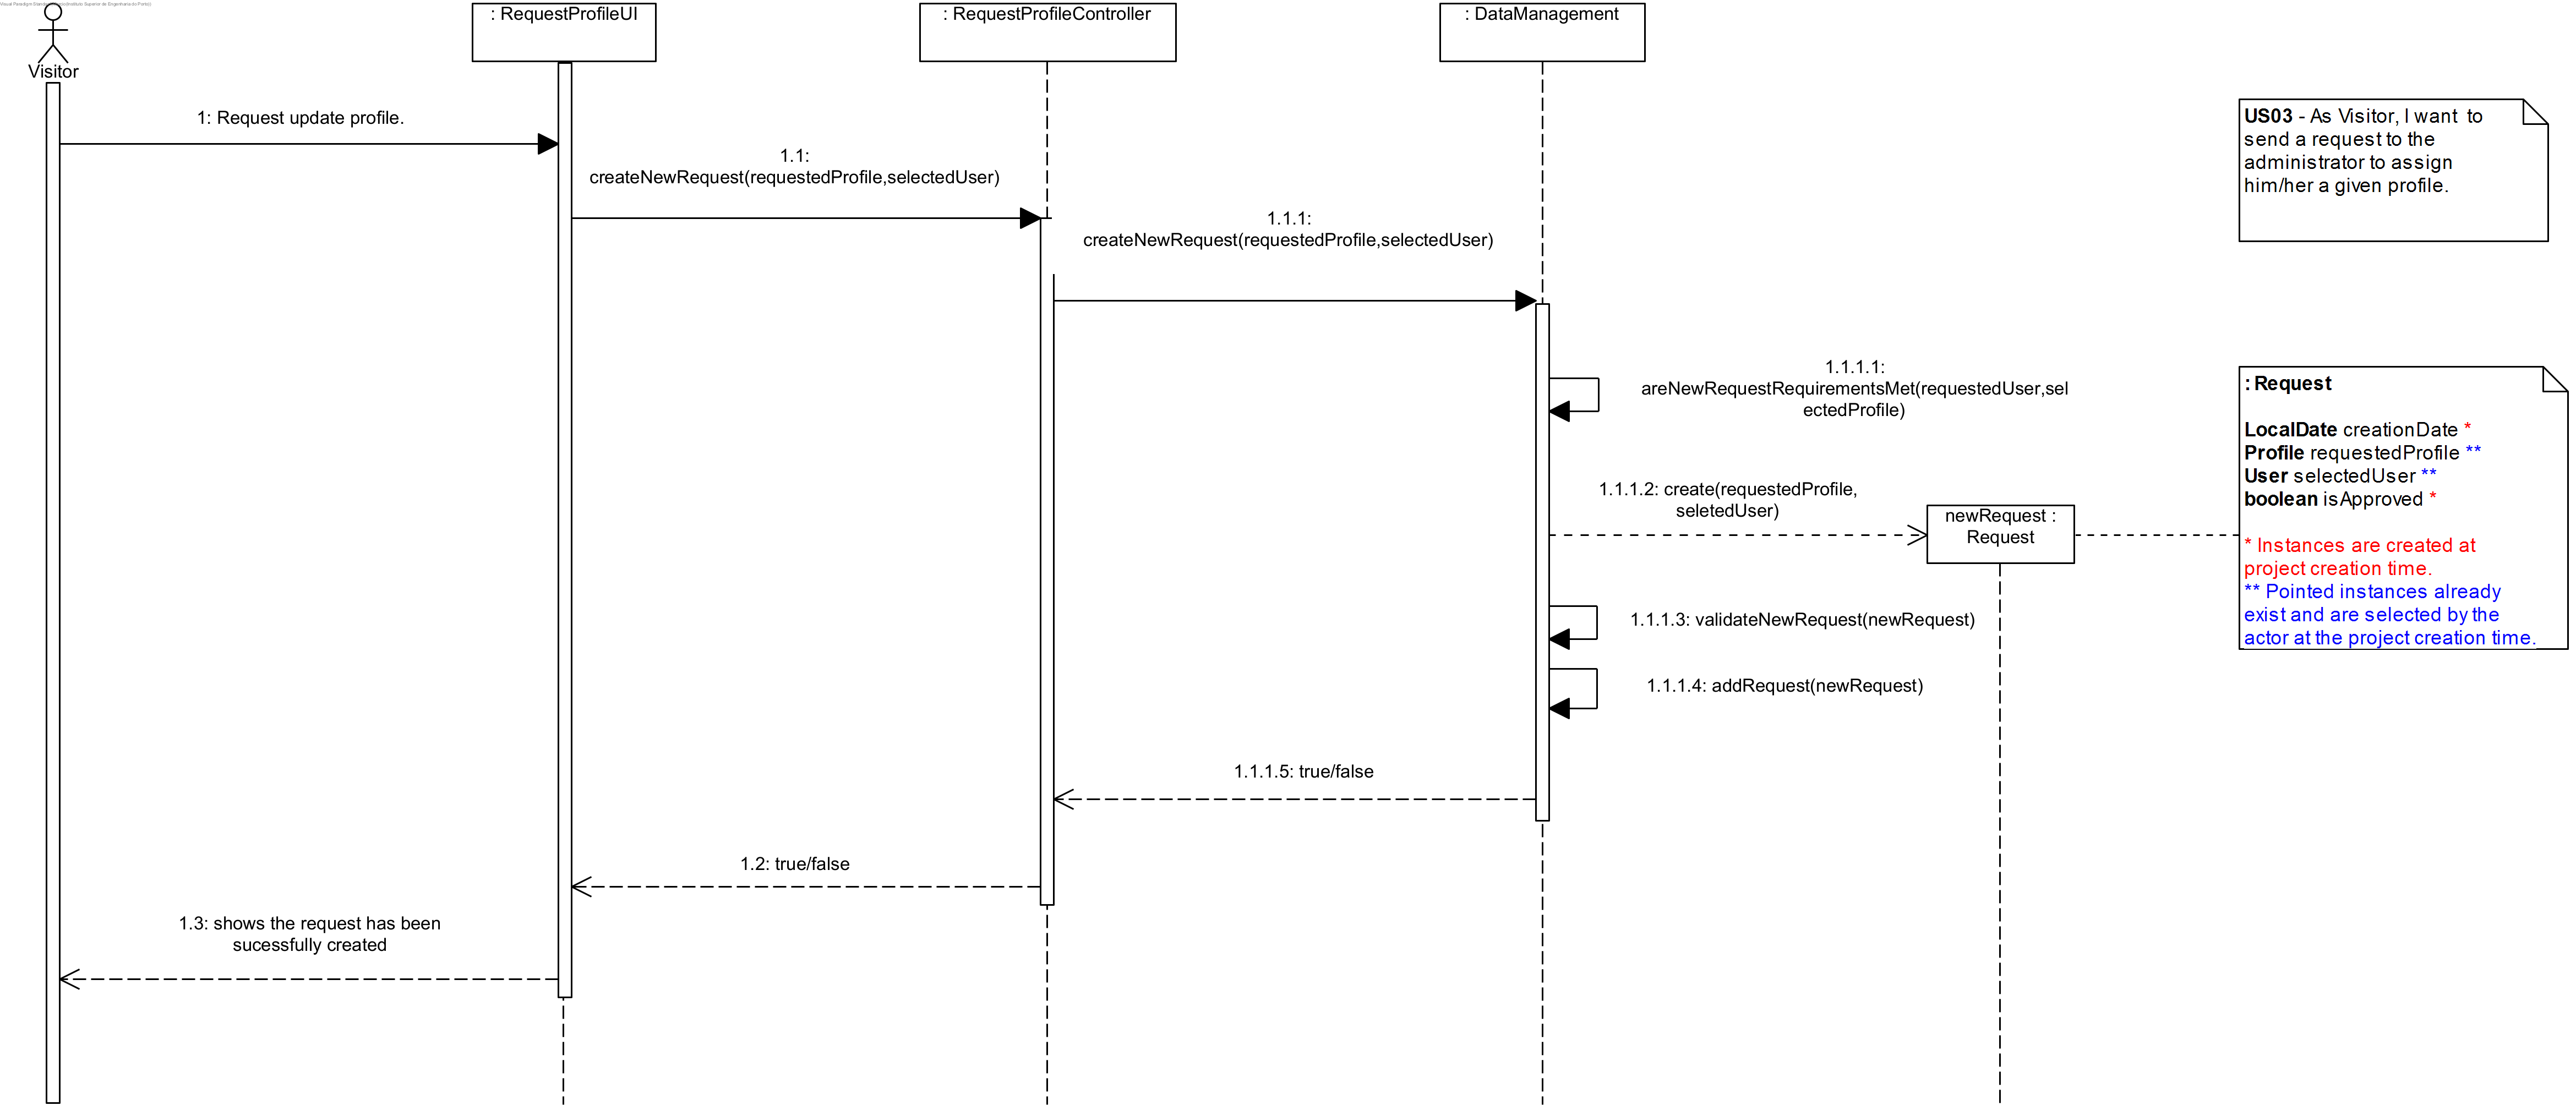 Visitor
: RequestProfileUI
: RequestProfileController
: DataManagement
1: Request update profile.
1.1:
createNewRequest(requestedProfile,selectedUser)
1.1.1:
createNewRequest(requestedProfile,selectedUser)
US03 - As Visitor, I want to
send a request to the
administrator to assign
him/her a given profile.
1.1.1.1:
areNewRequestRequirementsMet(requestedUser,sel
ectedProfile)
1.1.1.2: create(requestedProfile,
seletedUser)
newRequest :
Request
: Request
LocalDate creationDate *
Profile requestedProfile **
User selectedUser **
boolean isApproved *
* Instances are created at
project creation time.
** Pointed instances already
exist and are selected by the
actor at the project creation time.
1.1.1.3: validateNewRequest(newRequest)
1.1.1.4: addRequest(newRequest)
1.1.1.5: true/false
1.2: true/false
1.3: shows the request has been
sucessfully created